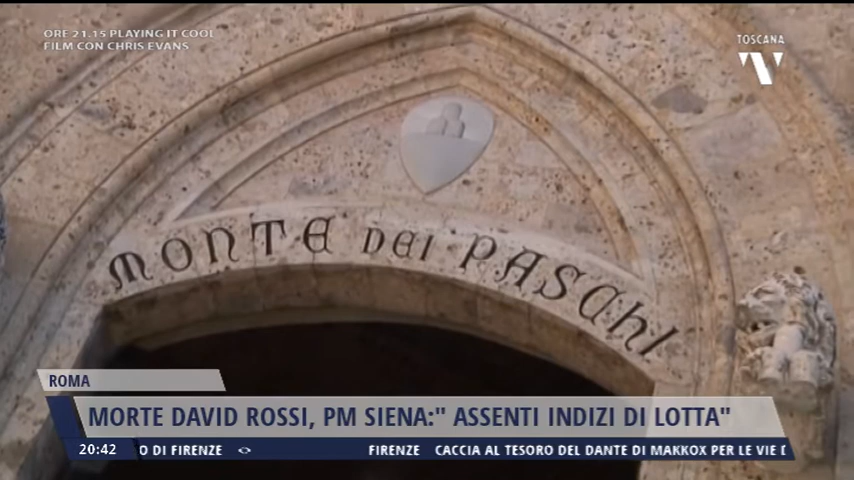 ORE 21.15 PLAYING IT COOL
FILM CON CHRIS EVANS
TOSCANA
TV
MONTE DEI PASCHI
ROMA
MORTE DAVID ROSSI, PM SIENA:" ASSENTI INDIZI DI LOTTA"
20:42 O DI FIRENZE FIRENZE CACCIA AL TESORO DEL DANTE DI MAKKOX PER LE VIE D